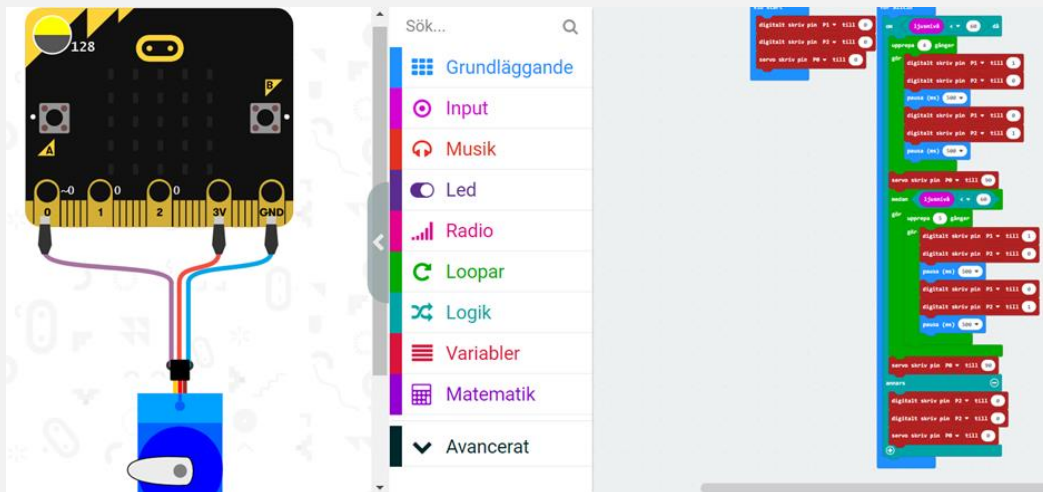 128
B
A
~0
0
0
0
1
2
3V
GND
Sök...
Grundläggande
Input
Musik
Led
Radio
Loopar
Logik
Variabler
Matematik
Avancerat
digitalt skriv pin P1 till 0
digitalt skriv pin P2 till 0
servo skriv pin P0 till 0
om ljusnivå < 60 då
upprepa 4 gånger
gör digitalt skriv pin P1 till 1
digitalt skriv pin P2 till 0
pausa (ms) 500
digitalt skriv pin P1 till 0
digitalt skriv pin P2 till 1
pausa (ms) 500
servo skriv pin P0 till 90
medan ljusnivå < 60
gör upprepa gånger
gör digitalt skriv pin P1 till 1
digitalt skriv pin P2 till 0
pausa (ms) 500
digitalt skriv pin P1 till 0
digitalt skriv pin P2 till 1
pausa (ms) 500
servo skriv pin P0 till 90
annars
digitalt skriv pin P2 till 0
digitalt skriv pin P2 till 0
servo skriv pin P0 till 0